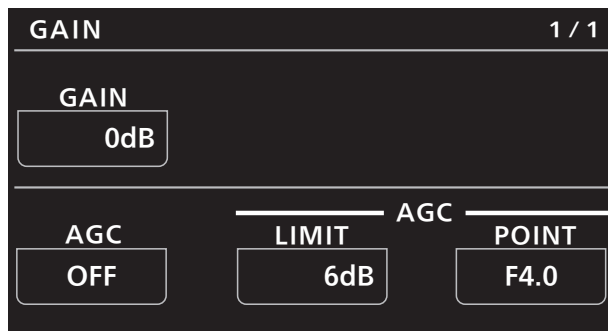 GAIN 1 / 1
GAIN
0dB
AGC
AGC LIMIT POINT
OFF 6dB F4.0